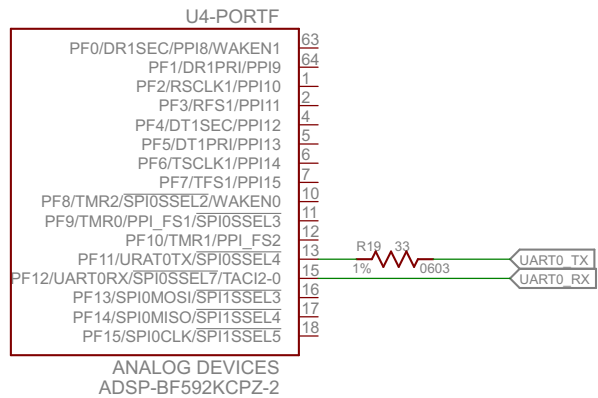 U4-PORTF
PF0/DR1SEC/PPI8/WAKEN1 63
PF1/DR1PRI/PPI9 64
PF2/RSCLK1/PPI10 1
PF3/RFS1/PPI11 2
PF4/DT1SEC/PPI12 4
PF5/DT1PRI/PPI13 5
PF6/TSCLK1/PPI14 6
PF7/TFS1/PPI15 7
PF8/TMR2/SPI0SSEL2/WAKEN0 10
PF9/TMR0/PPI_FS1/SPI0SSEL3 11
PF10/TMR1/PPI_FS2 12
R19 33
PF11/URAT0TX/SPI0SSEL4 13 1% 0603 UART0_TX
PF12/UART0RX/SPI0SSEL7/TACI2-0 15 UART0_RX
PF13/SPI0MOSI/SPI1SSEL3 16
PF14/SPI0MISO/SPI1SSEL4 17
PF15/SPI0CLK/SPI1SSEL5 18
ANALOG DEVICES
ADSP-BF592KCPZ-2